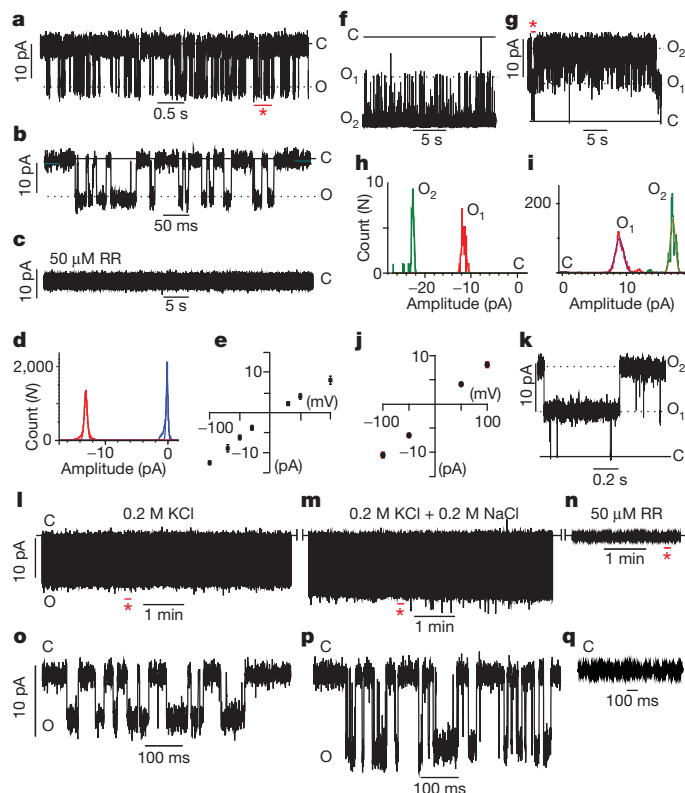 a
10 pA
C
O
0.5 s
*
b
10 pA
C
O
50 ms
c
50 μM RR
10 pA
C
5 s
d
2,000
Count (N)
−10
0
Amplitude (pA)
e
10
(mV)
−100
−10
(pA)
f
C
O1
O2
5 s
g
*
10 pA
O2
O1
C
5 s
h
10
5
0
Count (N)
O2
O1
C
−20
−10
0
Amplitude (pA)
i
200
O2
O1
C
0
10
Amplitude (pA)
j
10
(mV)
−100
100
−10
(pA)
k
10 pA
O2
O1
C
0.2 s
l
0.2 M KCl
C
10 pA
O
*
1 min
m
0.2 M KCl + 0.2 M NaCl
*
1 min
n
50 μM RR
1 min
*
o
C
10 pA
O
100 ms
p
C
O
100 ms
q
C
100 ms